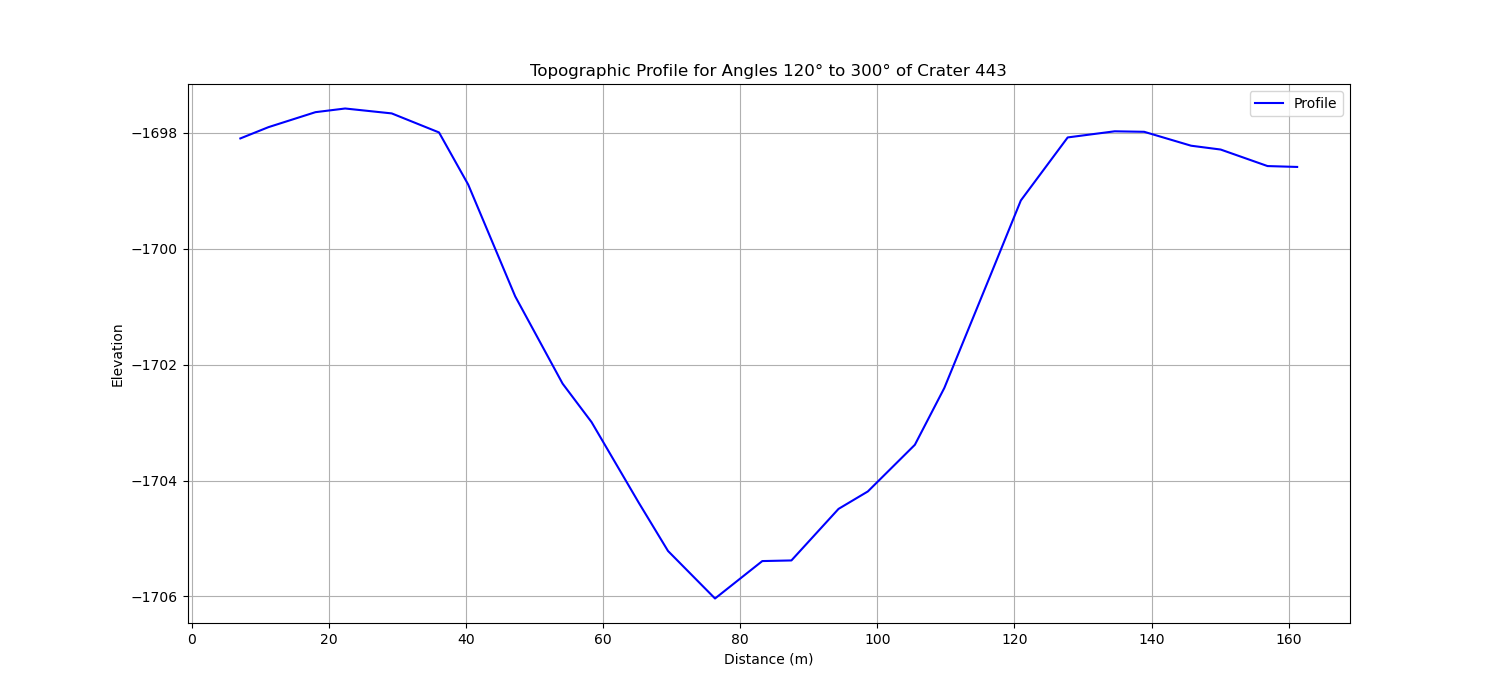 Topographic Profile for Angles 120° to 300° of Crater 443
Profile
−1698
−1700
−1702
−1704
−1706
Elevation
0 20 40 60 80 100 120 140 160
Distance (m)